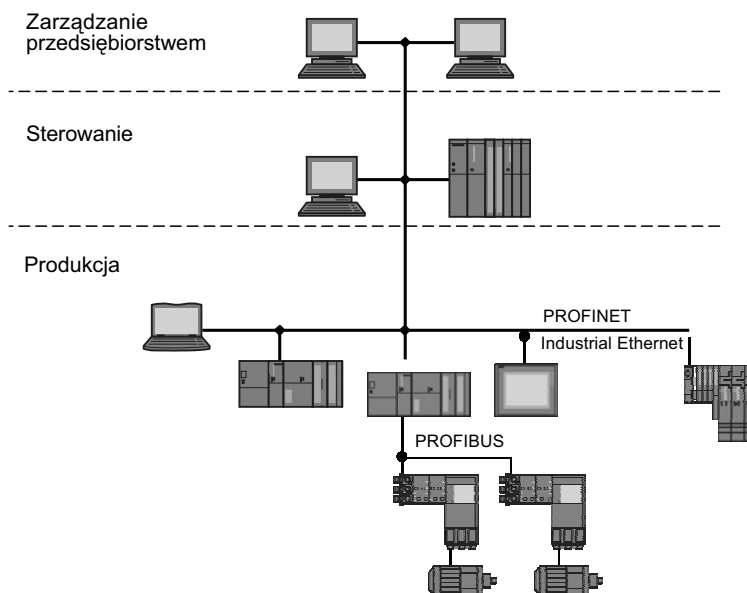 Zarządzanie
przedsiębiorstwem
Sterowanie
Produkcja
PROFINET
Industrial Ethernet
PROFIBUS